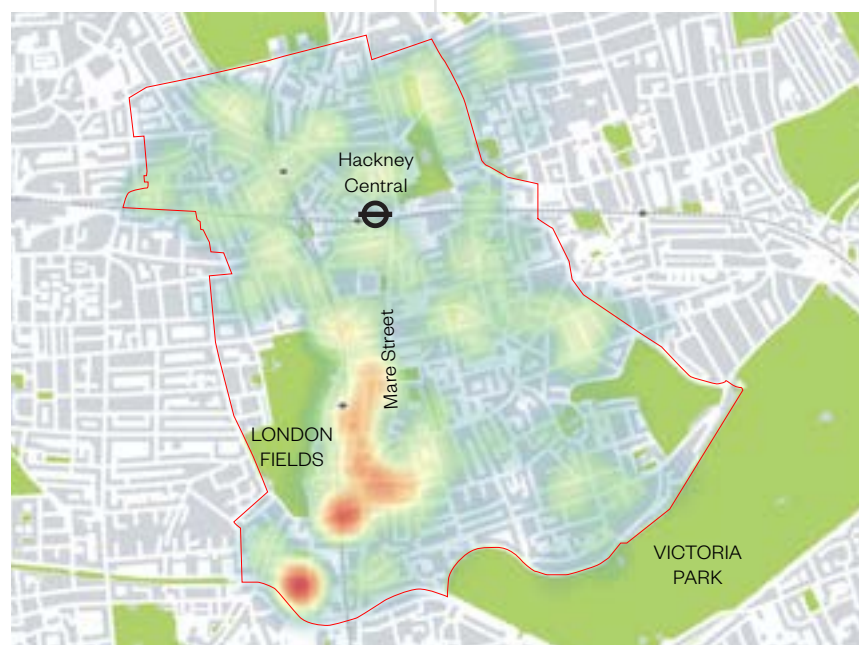 Hackney
Central
Mare Street
LONDON
FIELDS
VICTORIA
PARK